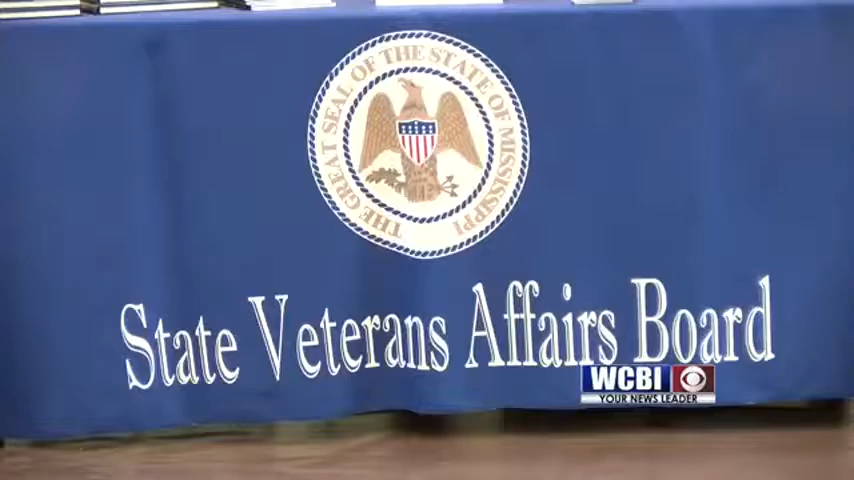 THE GREAT SEAL OF THE STATE OF MISSISSIPPI
State Veterans Affairs Board
WCBI
YOUR NEWS LEADER